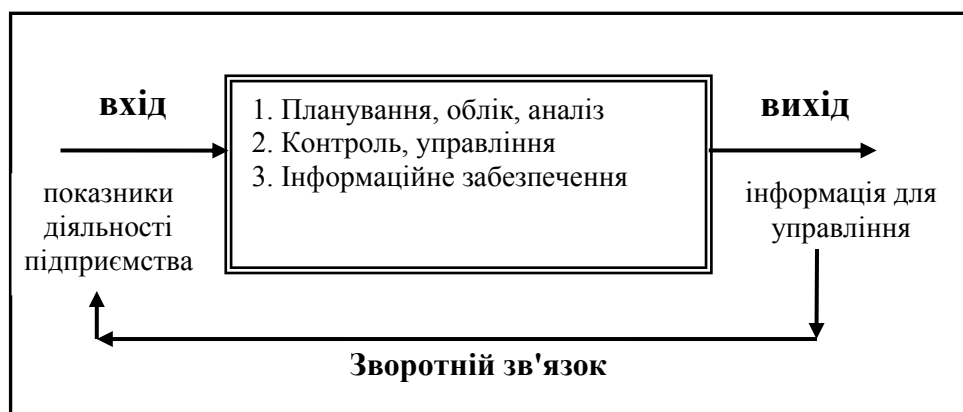 вхід
1. Планування, облік, аналіз
2. Контроль, управління
3. Інформаційне забезпечення
вихід
показники
діяльності
підприємства
інформація для
управління
Зворотній зв'язок